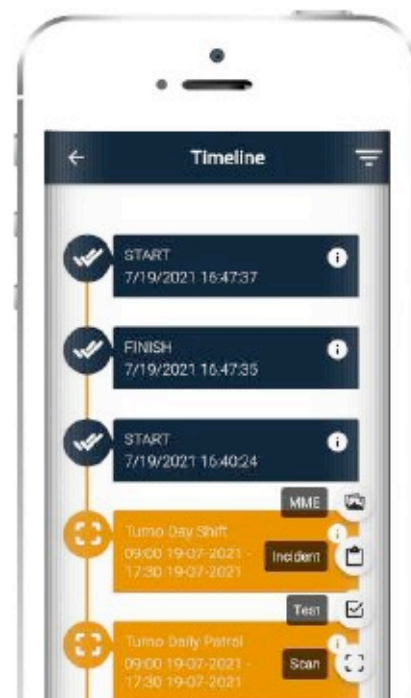 Timeline
START
7/19/2021 16:47:37
FINISH
7/19/2021 16:47:35
START
7/19/2021 16:40:24
MME
Turno Day Shift
09:00 19-07-2021 -
17:30 19-07-2021
Incident
Test
Turno Daily Patrol
09:00 19-07-2021 -
17:30 19-07-2021
Scan